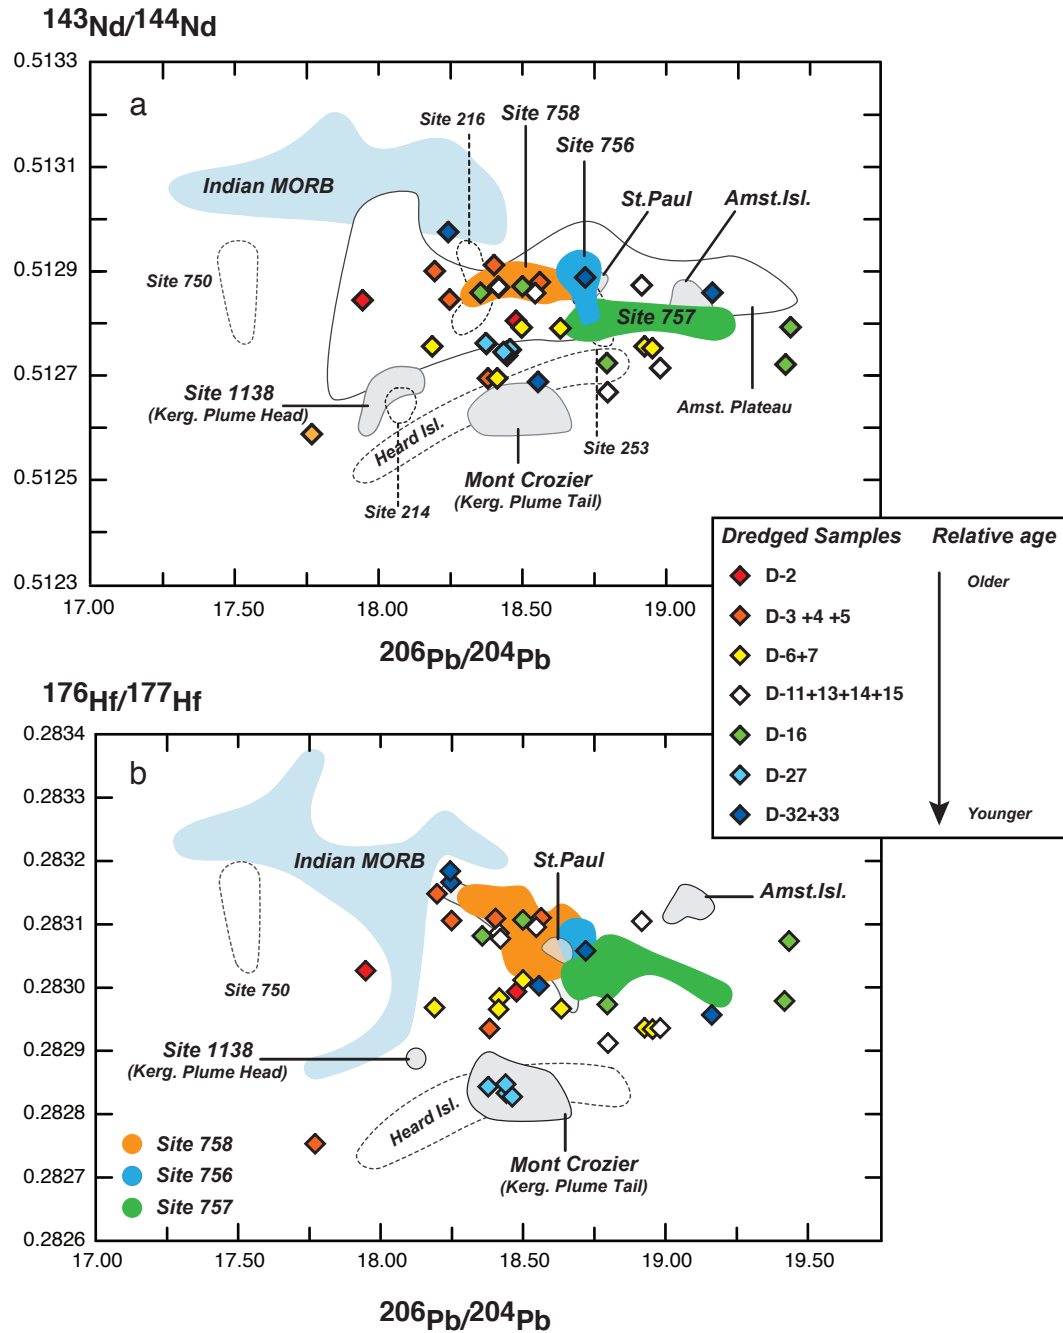 143Nd/144Nd
0.5133
0.5131
0.5129
0.5127
0.5125
0.5123
a
Site 216
Site 758
Site 756
Indian MORB
St.Paul
Amst.Isl.
Site 750
Site 757
Site 1138
(Kerg. Plume Head)
Amst. Plateau
Heard Isl.
Site 253
Mont Crozier
(Kerg. Plume Tail)
Site 214
17.00
17.50
18.00
18.50
19.00
206Pb/204Pb
Dredged Samples
Relative age
D-2
Older
D-3 +4 +5
D-6+7
D-11+13+14+15
D-16
D-27
D-32+33
Younger
176Hf/177Hf
0.2834
0.2833
0.2832
0.2831
0.2830
0.2829
0.2828
0.2827
0.2826
b
Indian MORB
St.Paul
Amst.Isl.
Site 750
Site 1138
(Kerg. Plume Head)
Heard Isl.
Mont Crozier
(Kerg. Plume Tail)
Site 758
Site 756
Site 757
17.00
17.50
18.00
18.50
19.00
19.50
206Pb/204Pb